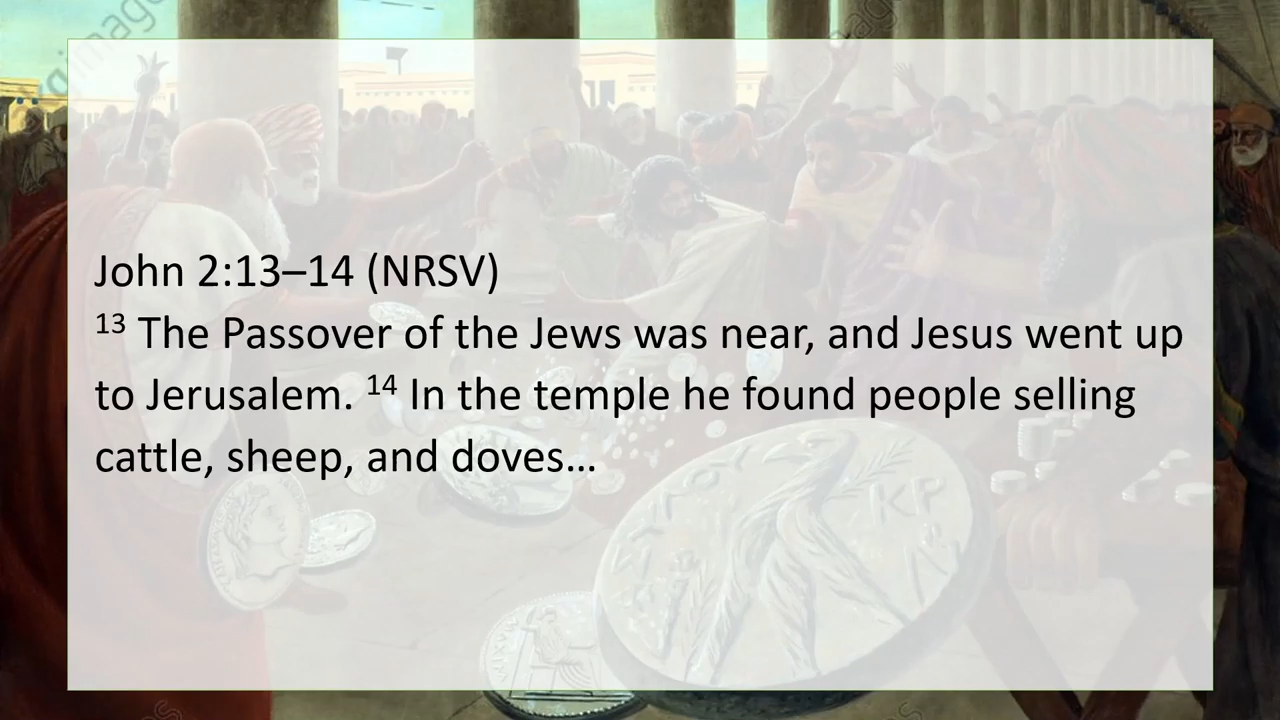 John 2:13–14 (NRSV)
13 The Passover of the Jews was near, and Jesus went up
to Jerusalem. 14 In the temple he found people selling
cattle, sheep, and doves…
ΚΡ